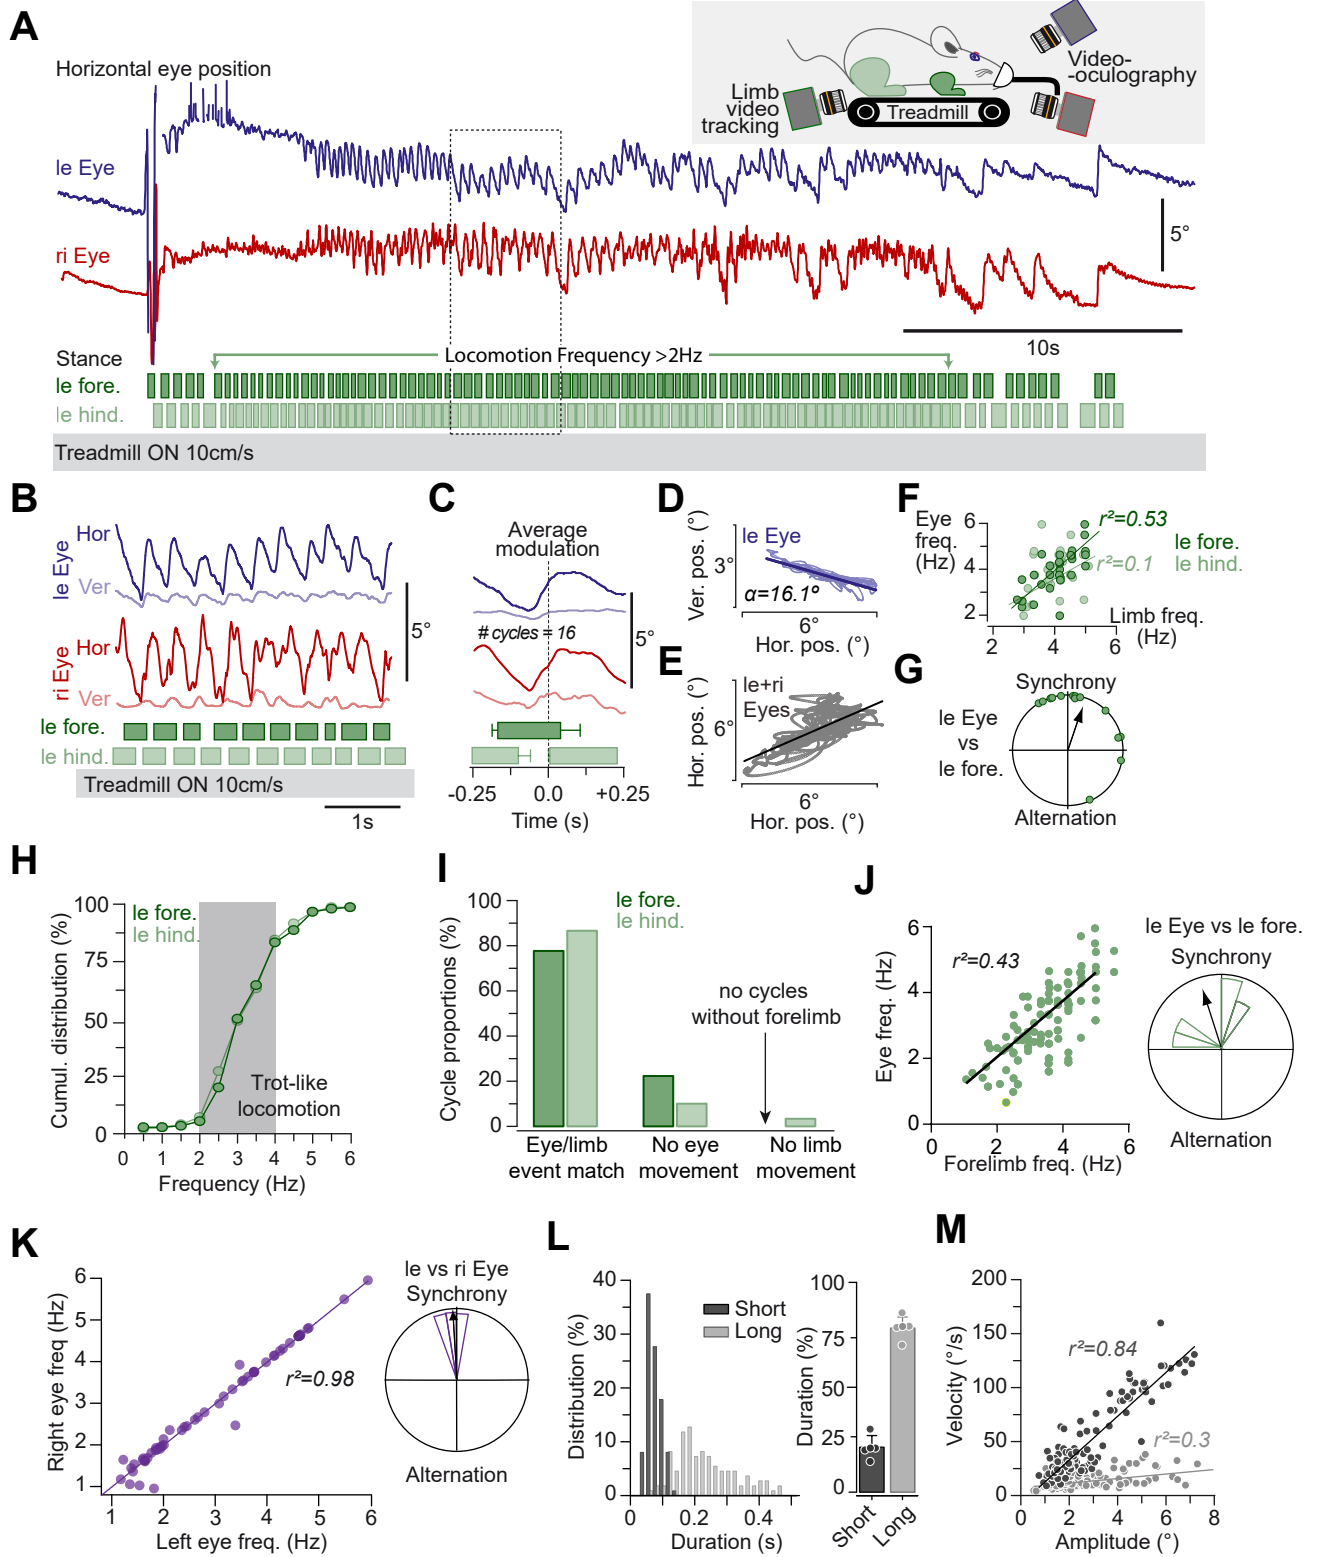 A
Horizontal eye position
le Eye
ri Eye
Limb
video
tracking
Treadmill
Video-
-oculography
5°
10s
Stance
Locomotion Frequency >2Hz
le fore.
le hind.
Treadmill ON 10cm/s
B
le Eye
Hor
Ver
ri Eye
Hor
Ver
5°
le fore.
le hind.
Treadmill ON 10cm/s
1s
C
Average
modulation
# cycles = 16
5°
-0.25
0.0
+0.25
Time (s)
D
Ver. pos. (°)
3°
le Eye
α=16.1°
6°
Hor. pos. (°)
E
Hor. pos. (°)
6°
le+ri
Eyes
6°
Hor. pos. (°)
F
Eye
freq.
(Hz)
6
4
2
r²=0.53
le fore.
le hind.
r²=0.1
Limb freq.
(Hz)
2
4
6
G
Synchrony
le Eye
vs
le fore.
Alternation
H
Cumul. distribution (%)
100
75
50
25
0
le fore.
le hind.
Trot-like
locomotion
0 1 2 3 4 5 6
Frequency (Hz)
I
Cycle proportions (%)
100
80
60
40
20
0
le fore.
le hind.
no cycles
without forelimb
Eye/limb
event match
No eye
movement
No limb
movement
J
Eye freq. (Hz)
6
4
2
0
r²=0.43
0 2 4 6
Forelimb freq. (Hz)
le Eye vs le fore.
Synchrony
Alternation
K
Right eye freq (Hz)
6
5
4
3
2
1
r²=0.98
1 2 3 4 5 6
Left eye freq. (Hz)
le vs ri Eye
Synchrony
Alternation
L
Distribution (%)
40
30
20
10
0
Short
Long
0 0.2 0.4
Duration (s)
Duration (%)
100
75
50
25
0
Short
Long
M
Velocity (°/s)
200
150
100
50
0
r²=0.84
r²=0.3
0 2 4 6 8
Amplitude (°)